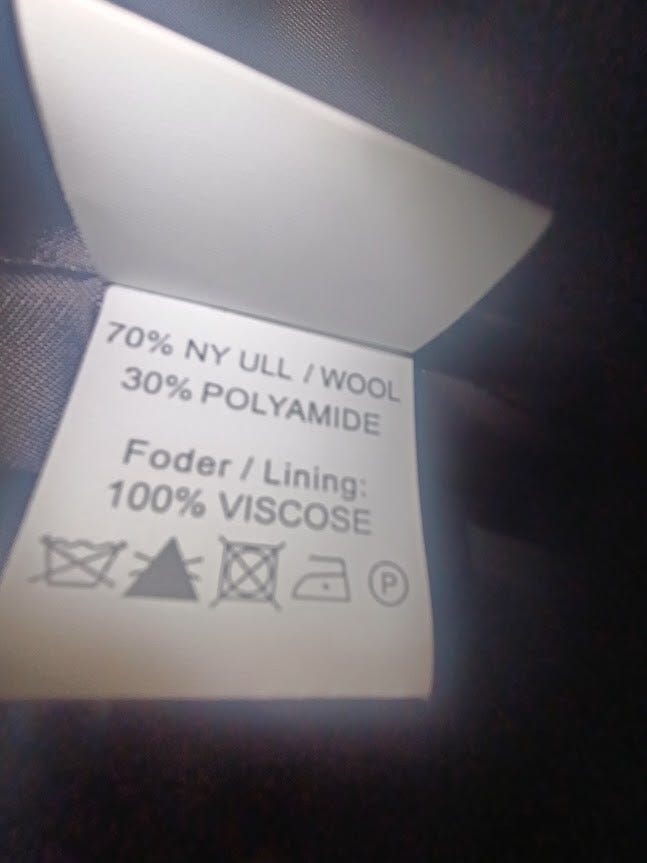 70% NY ULL / WOOL
30% POLYAMIDE
Foder / Lining:
100% VISCOSE
P